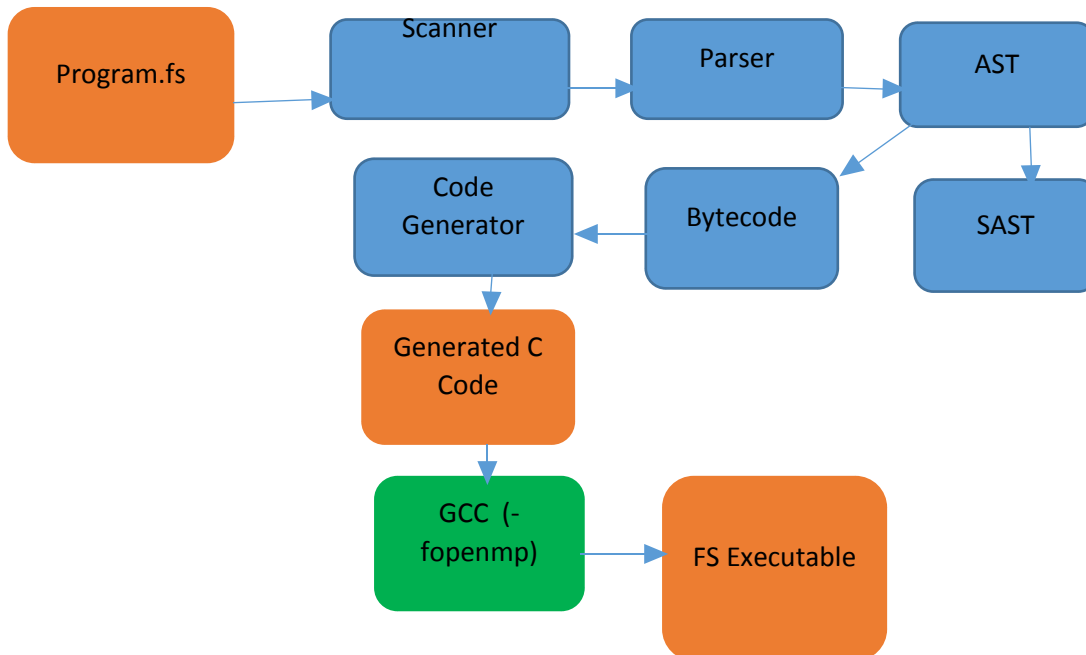 Program.fs
Scanner
Parser
AST
Code
Generator
Bytecode
SAST
Generated C
Code
GCC  (-
fopenmp)
FS Executable